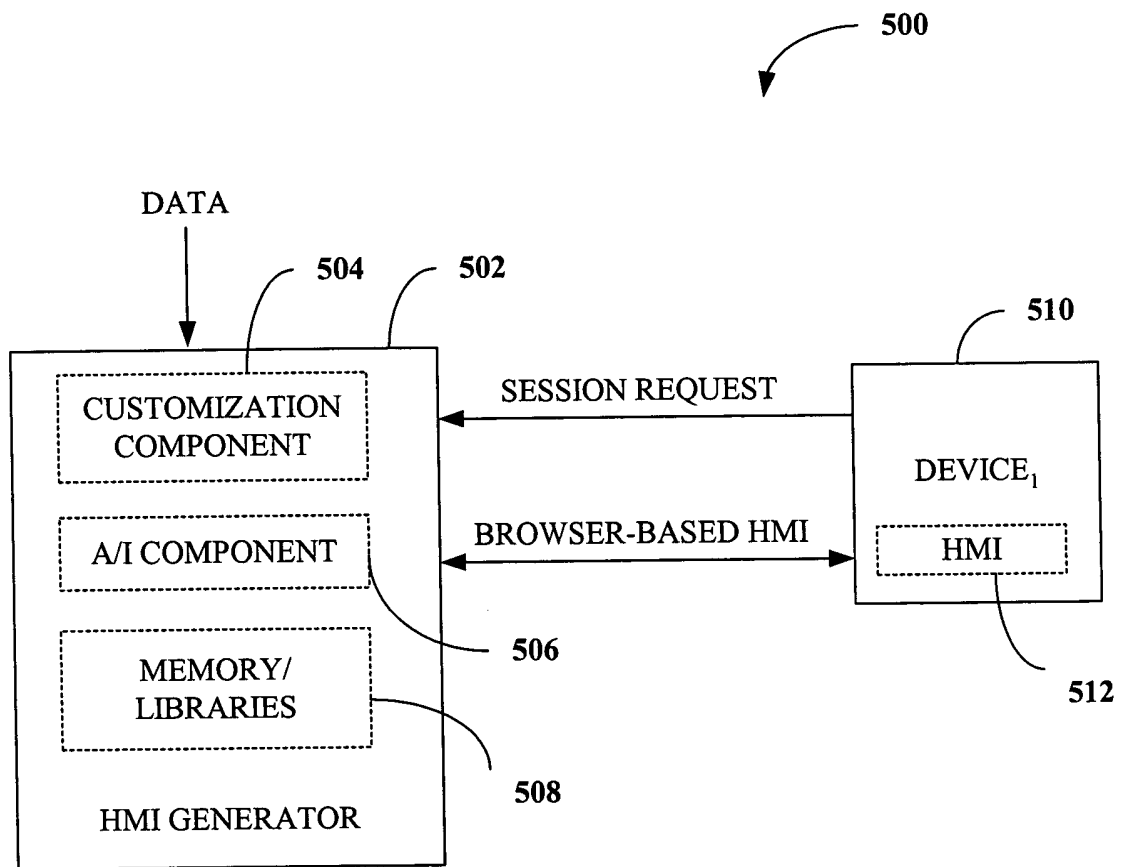 500
DATA
504
502
510
CUSTOMIZATION
COMPONENT
SESSION REQUEST
DEVICE₁
A/I COMPONENT
BROWSER-BASED HMI
HMI
506
MEMORY/
LIBRARIES
512
508
HMI GENERATOR